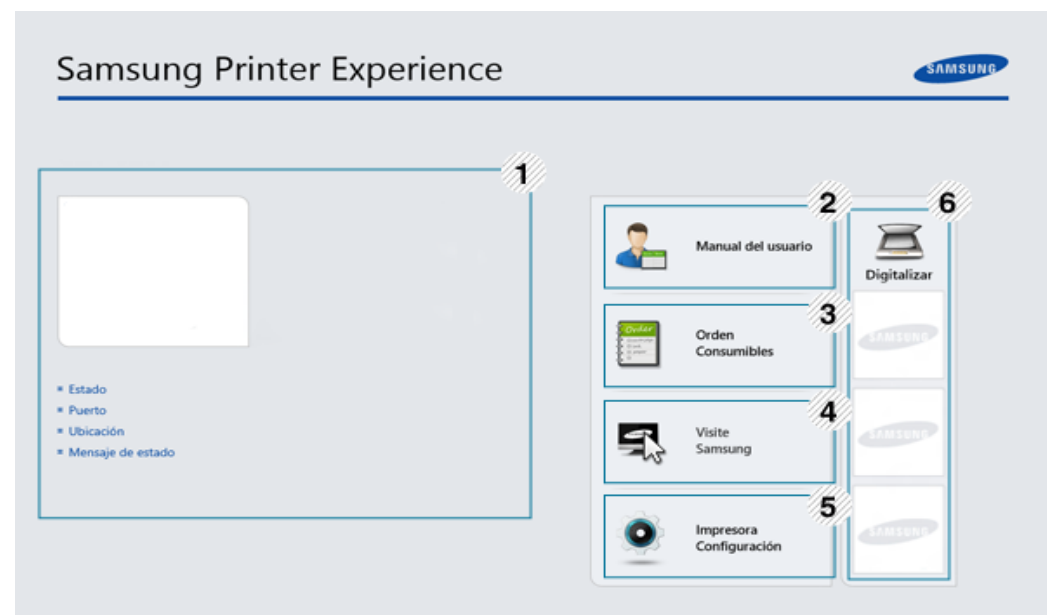 Samsung Printer Experience
SAMSUNG
1
Estado
Puerto
Ubicación
Mensaje de estado
2
Manual del usuario
3
Order
Orden
Consumibles
4
Visite
Samsung
5
Impresora
Configuración
6
Digitalizar
SAMSUNG
SAMSUNG
SAMSUNG